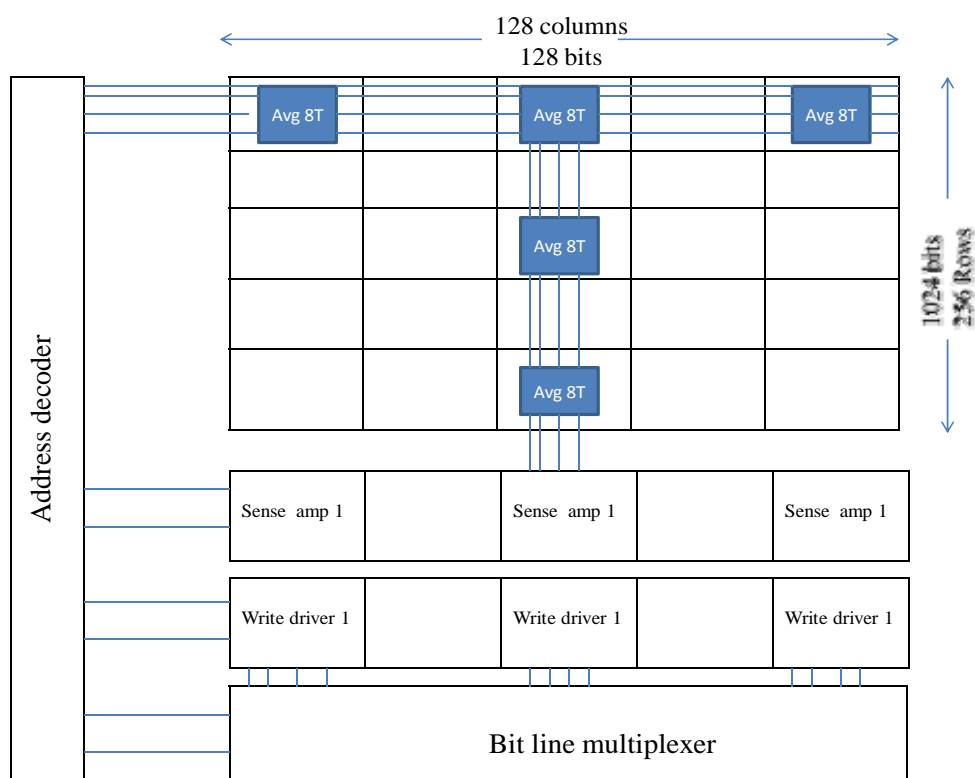 128 columns
128 bits
Avg 8T
Avg 8T
Avg 8T
Avg 8T
Avg 8T
1024 bits
256 Rows
Address decoder
Sense amp 1
Sense amp 1
Sense amp 1
Write driver 1
Write driver 1
Write driver 1
Bit line multiplexer